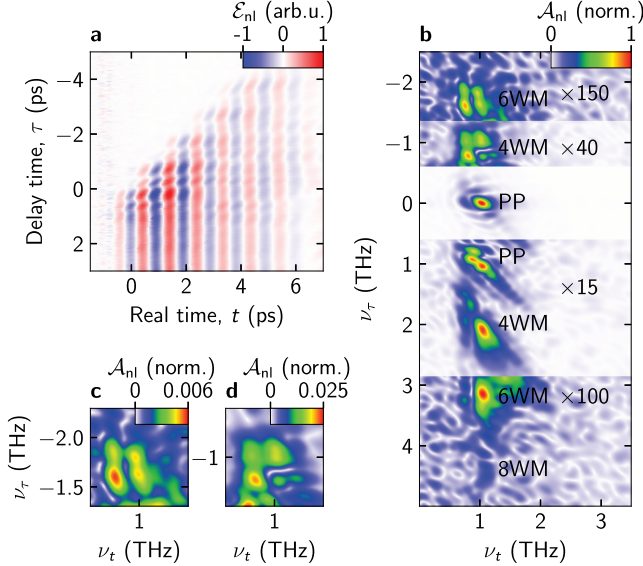 a
ℰnl (arb.u.)
-1 0 1
Delay time, τ (ps)
−4
−2
0
2
0 2 4 6
Real time, t (ps)
b
𝒜nl (norm.)
0 1
6WM ×150
4WM ×40
PP
PP
×15
4WM
6WM ×100
8WM
ντ (THz)
−2
−1
0
1
2
3
4
1 2 3
νt (THz)
c
𝒜nl (norm.)
0 0.006
ντ (THz)
−2.0
−1.5
1
νt (THz)
d
𝒜nl (norm.)
0 0.025
−1
1
νt (THz)